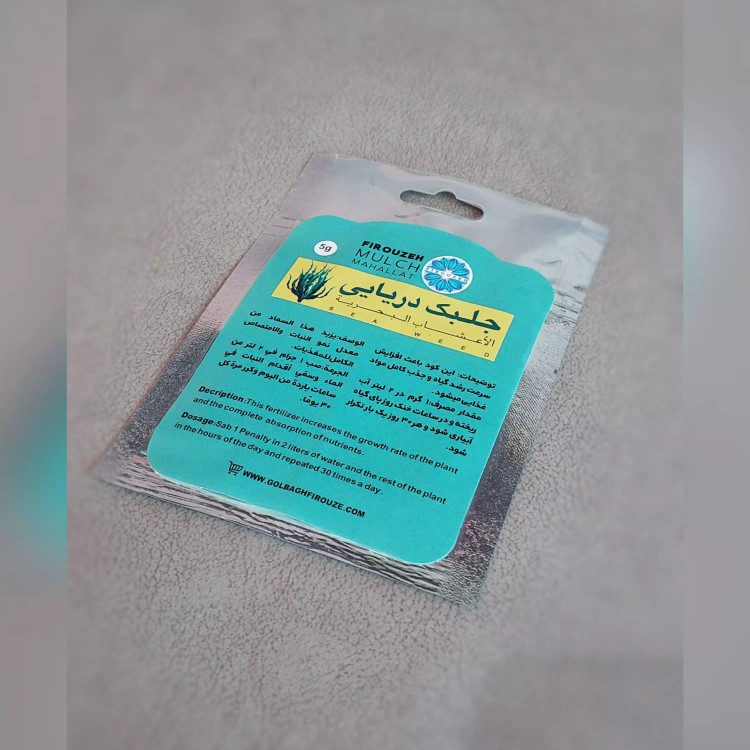 5g
FIROUZEH
MULCH
MAHALLAT
جلبک دریایی
الأعشاب البحرية
SEA WEED
توضیحات: این کود باعث افزایش
سرعت رشد گیاه و جذب کامل مواد
غذایی میشود.
مقدار مصرف: ۱ گرم در ۲ لیتر آب
ریخته و در ساعات خنک روز پای گیاه
آبیاری شود و هر ۳۰ روز یک بار تکرار
شود.
الوصف: يزيد هذا السماد من
معدل نمو النبات والامتصاص
الكامل للمغذيات.
الجرعة: صب ۱ جرام في ۲ لتر من
الماء وسقي أقدام النبات في
ساعات باردة من اليوم وكرر مرة كل
۳۰ يومًا.
Decription:This fertilizer increases the growth rate of the plant
and the complete absorption of nutrients.
Dosage:Sab 1 Penalty in 2 liters of water and the rest of the plant
in the hours of the day and repeated 30 times a day.
WWW.GOLBAGHFIROUZE.COM